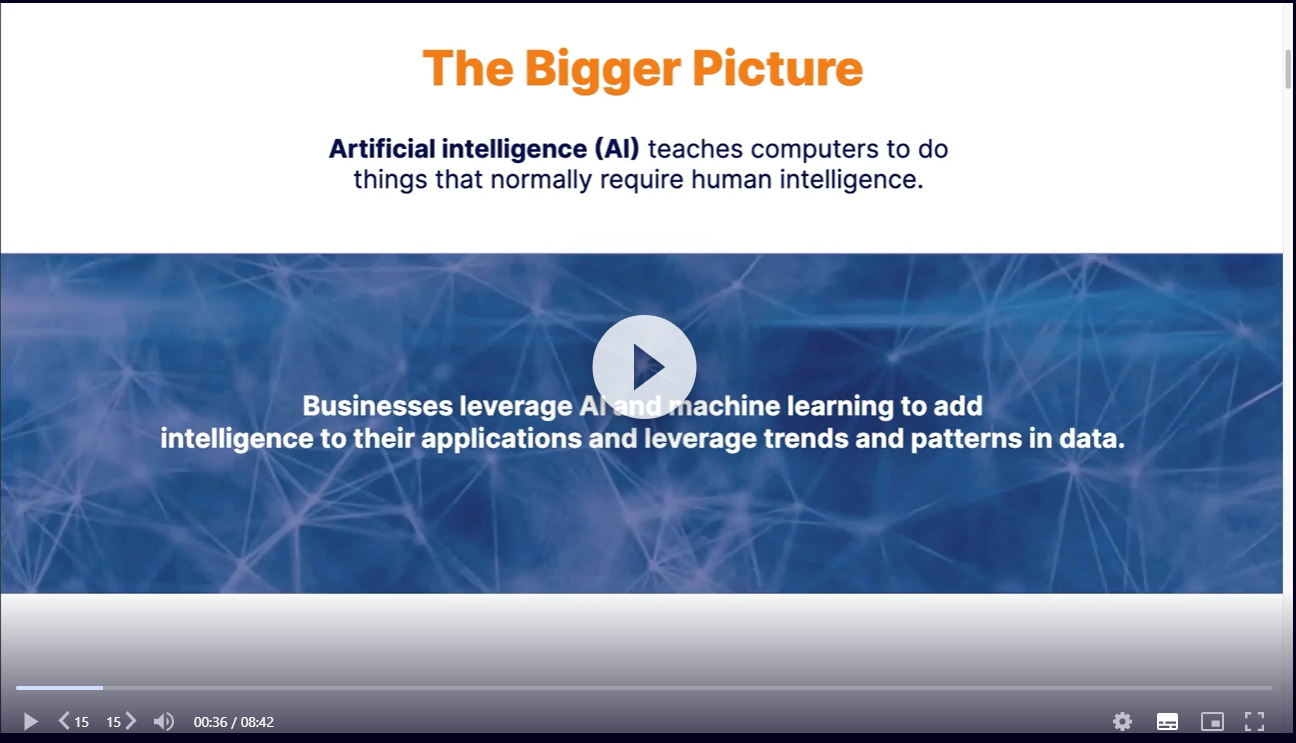 The Bigger Picture
Artificial intelligence (AI) teaches computers to do
things that normally require human intelligence.
Businesses leverage AI and machine learning to add
intelligence to their applications and leverage trends and patterns in data.
15 15 00:36 / 08:42